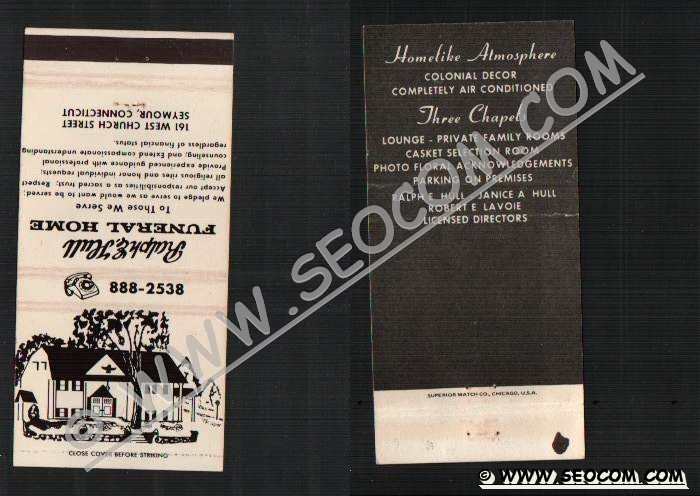 161 WEST CHURCH STREET
SEYMOUR, CONNECTICUT
We pledge to serve as we would want to be served;
Accept our responsibilities as a sacred trust; Respect
all religious rites and honor individual requests;
Provide experienced guidance with professional
counseling; and Extend compassionate understanding
regardless of financial status.
To Those We Serve
Ralph E. Hull
FUNERAL HOME
888-2538
CLOSE COVER BEFORE STRIKING
Homelike Atmosphere
COLONIAL DECOR
COMPLETELY AIR CONDITIONED
Three Chapels
LOUNGE - PRIVATE FAMILY ROOMS
CASKET SELECTION ROOM
PHOTO FLORAL ACKNOWLEDGEMENTS
PARKING ON PREMISES
RALPH E. HULL - JANICE A. HULL
ROBERT E. LAVOIE
LICENSED DIRECTORS
SUPERIOR MATCH CO., CHICAGO, U.S.A.
© WWW.SEOCOM.COM
© WWW.SEOCOM.COM